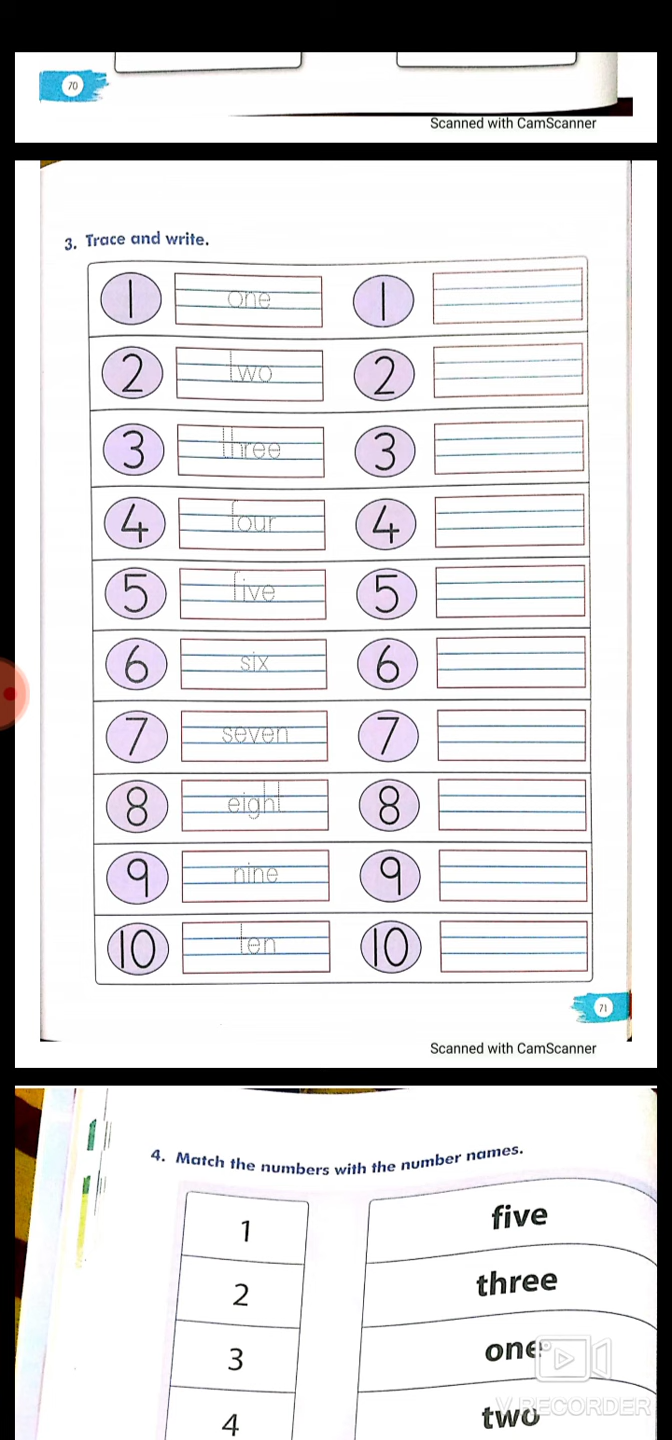 70
Scanned with CamScanner
3. Trace and write.
1 one 1
2 two 2
3 three 3
4 four 4
5 five 5
6 six 6
7 seven 7
8 eight 8
9 nine 9
10 ten 10
71
Scanned with CamScanner
4. Match the numbers with the number names.
1 five
2 three
3 one
4 two
V RECORDER